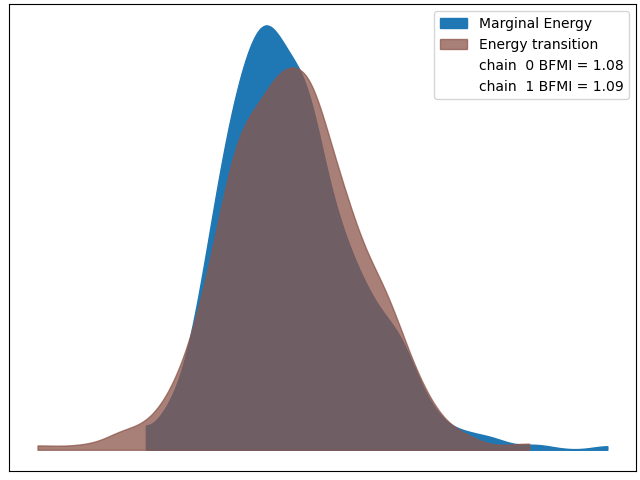 Marginal Energy
Energy transition
chain  0 BFMI = 1.08
chain  1 BFMI = 1.09